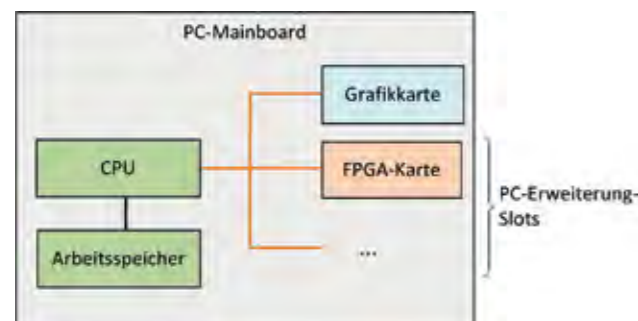 PC-Mainboard
Grafikkarte
CPU
FPGA-Karte
PC-Erweiterung-
Slots
Arbeitsspeicher
...